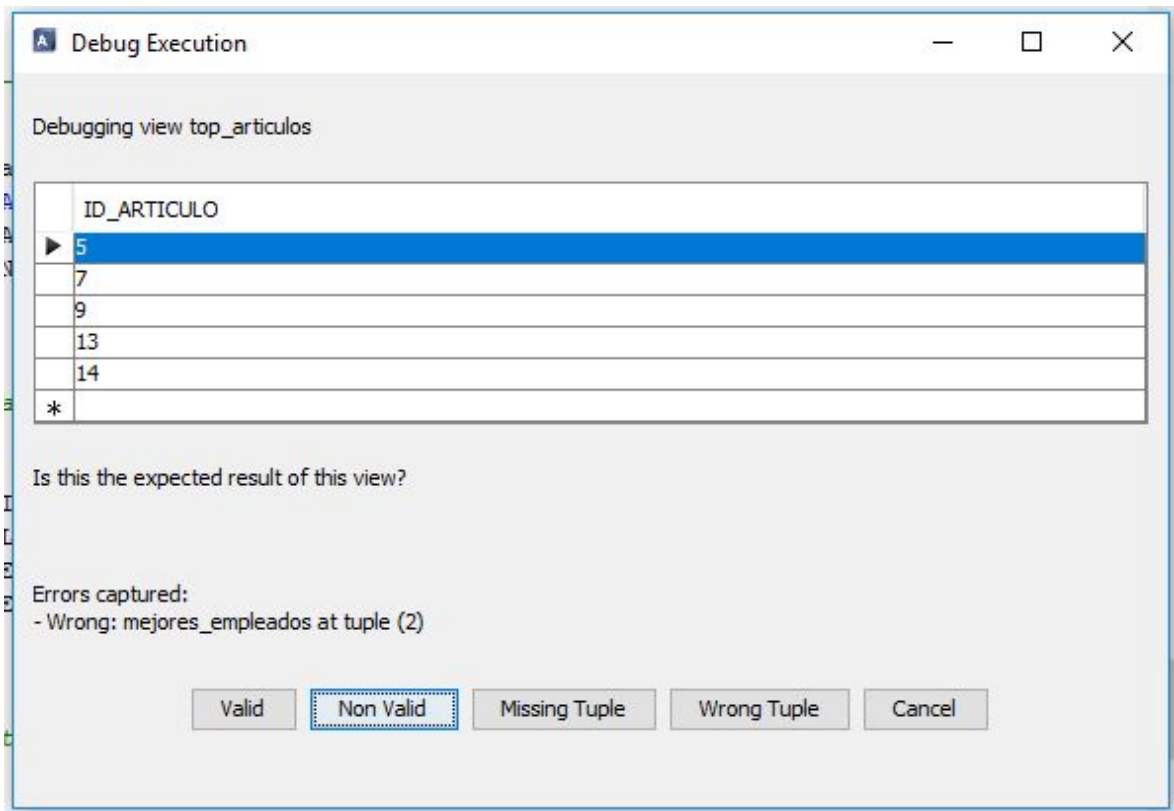 Debug Execution
Debugging view top_articulos
ID_ARTICULO
5
7
9
13
14
*
Is this the expected result of this view?
Errors captured:
- Wrong: mejores_empleados at tuple (2)
Valid Non Valid Missing Tuple Wrong Tuple Cancel